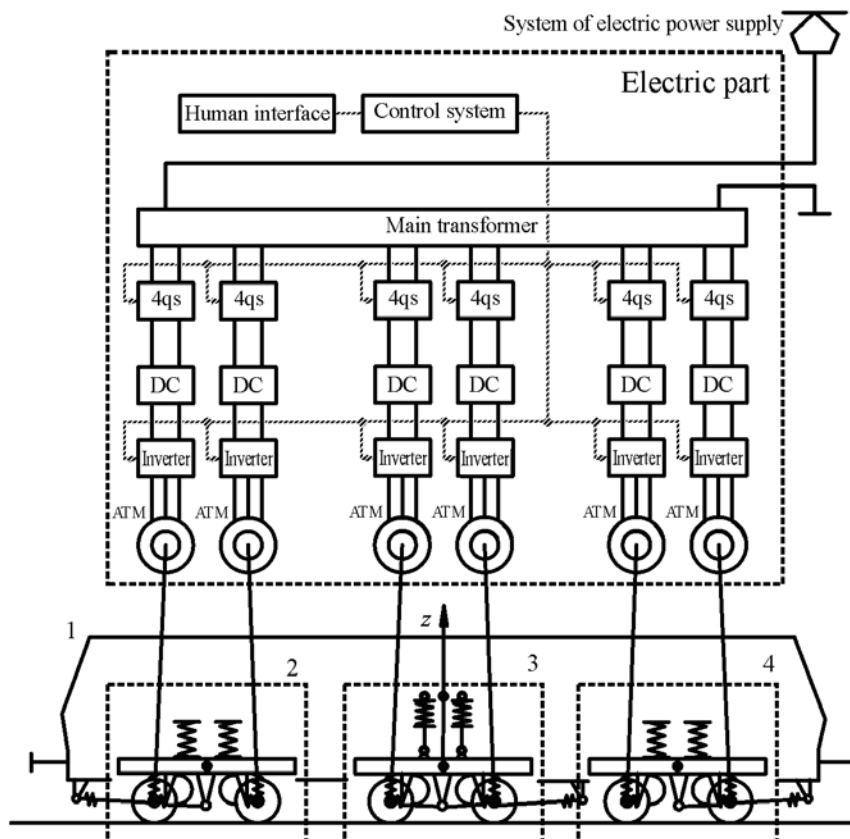 System of electric power supply
Electric part
Human interface
Control system
Main transformer
4qs 4qs 4qs 4qs 4qs 4qs
DC DC DC DC DC DC
Inverter Inverter Inverter Inverter Inverter Inverter
ATM ATM ATM ATM ATM ATM
1
z
2
3
4